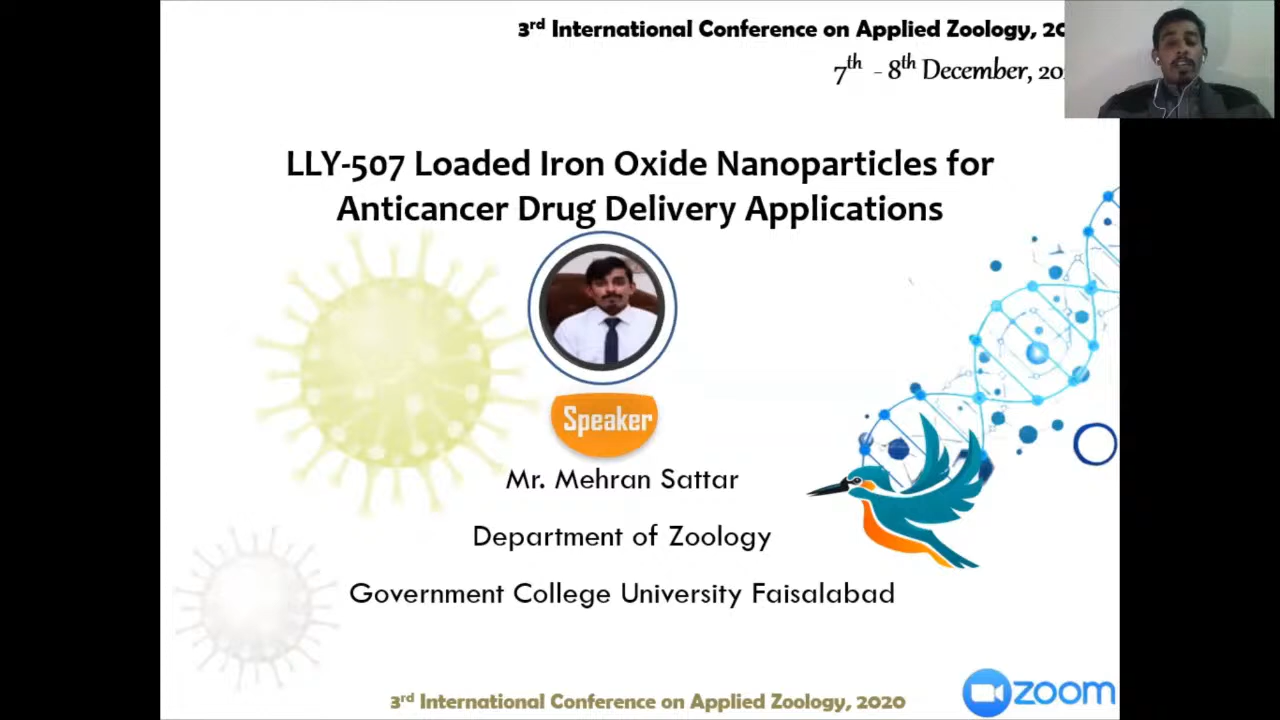 3rd International Conference on Applied Zoology, 20
7th - 8th December, 20
LLY-507 Loaded Iron Oxide Nanoparticles for
Anticancer Drug Delivery Applications
Speaker
Mr. Mehran Sattar
Department of Zoology
Government College University Faisalabad
3rd International Conference on Applied Zoology, 2020
zoom